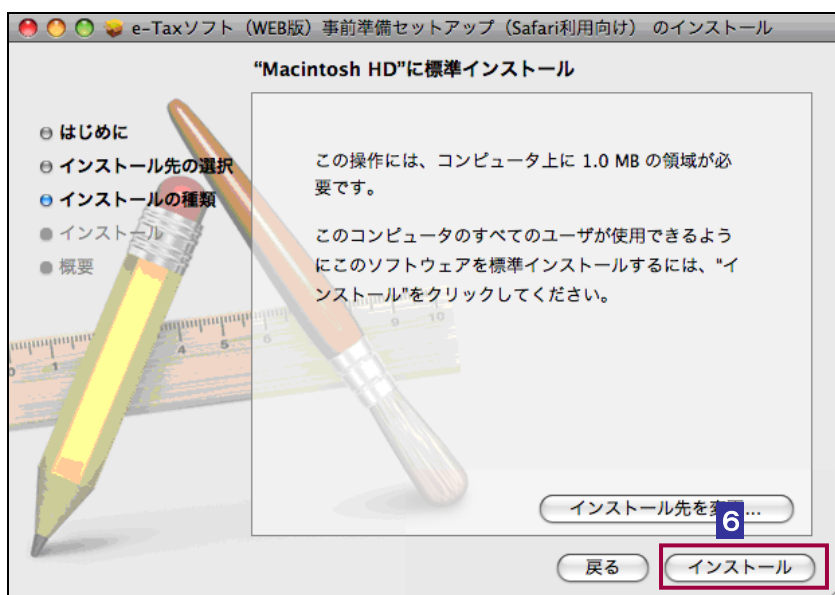 e-Taxソフト（WEB版）事前準備セットアップ（Safari利用向け） のインストール
“Macintosh HD”に標準インストール
はじめに
インストール先の選択
インストールの種類
インストール
概要
この操作には、コンピュータ上に 1.0 MB の領域が必
要です。
このコンピュータのすべてのユーザが使用できるよう
にこのソフトウェアを標準インストールするには、"イ
ンストール"をクリックしてください。
1 4 5 6 9 10
インストール先を...
6
戻る
インストール